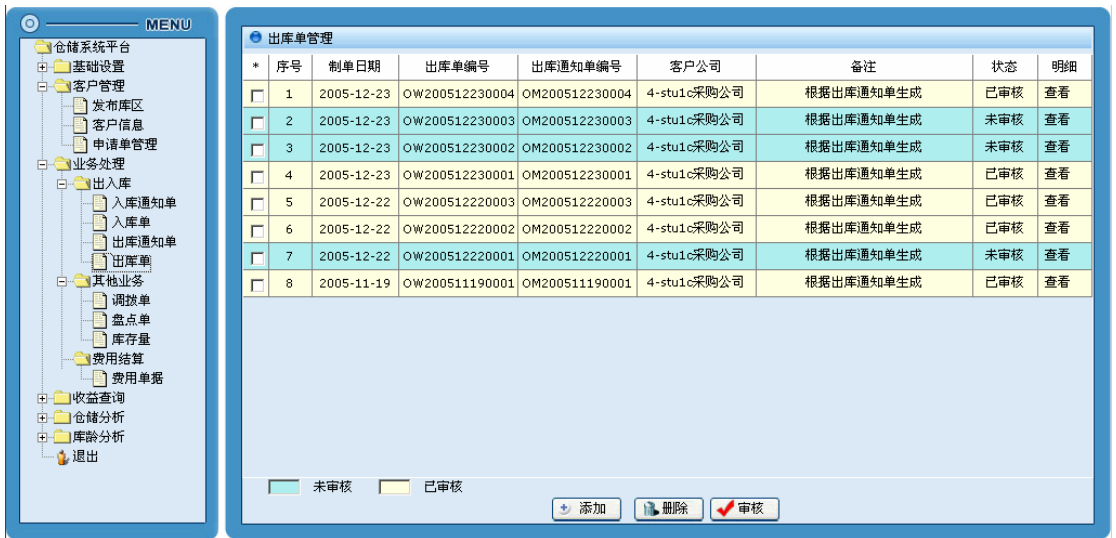 MENU
仓储系统平台
基础设置
客户管理
发布库区
客户信息
申请单管理
业务处理
出入库
入库通知单
入库单
出库通知单
出库单
其他业务
调拨单
盘点单
库存量
费用结算
费用单据
收益查询
仓储分析
库龄分析
退出
出库单管理
* 序号 制单日期 出库单编号 出库通知单编号 客户公司 备注 状态 明细
1 2005-12-23 OW200512230004 OM200512230004 4-stu1c采购公司 根据出库通知单生成 已审核 查看
2 2005-12-23 OW200512230003 OM200512230003 4-stu1c采购公司 根据出库通知单生成 未审核 查看
3 2005-12-23 OW200512230002 OM200512230002 4-stu1c采购公司 根据出库通知单生成 未审核 查看
4 2005-12-23 OW200512230001 OM200512230001 4-stu1c采购公司 根据出库通知单生成 已审核 查看
5 2005-12-22 OW200512220003 OM200512220003 4-stu1c采购公司 根据出库通知单生成 已审核 查看
6 2005-12-22 OW200512220002 OM200512220002 4-stu1c采购公司 根据出库通知单生成 已审核 查看
7 2005-12-22 OW200512220001 OM200512220001 4-stu1c采购公司 根据出库通知单生成 未审核 查看
8 2005-11-19 OW200511190001 OM200511190001 4-stu1c采购公司 根据出库通知单生成 已审核 查看
未审核 已审核
添加 删除 审核